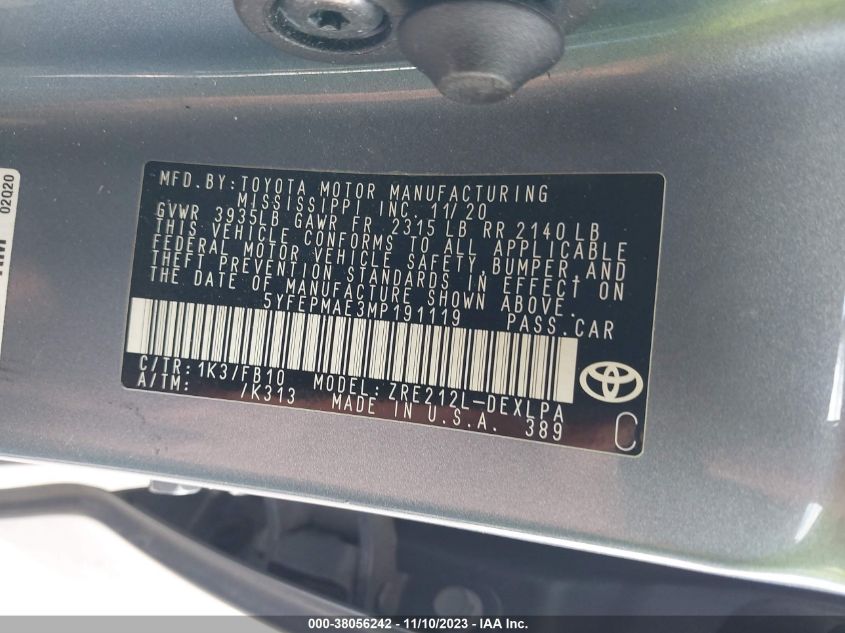 02020
MFD. BY: TOYOTA MOTOR MANUFACTURING
MISSISSIPPI INC. 11/20
GVWR 3935LB GAWR FR 2315 LB RR 2140 LB
THIS VEHICLE CONFORMS TO ALL APPLICABLE
FEDERAL MOTOR VEHICLE SAFETY, BUMPER, AND
THEFT PREVENTION STANDARDS IN EFFECT ON
THE DATE OF MANUFACTURE SHOWN ABOVE.
5YFEPMAE3MP191119 PASS. CAR
C/TR: 1K3/FB10 MODEL: ZRE212L-DEXLPA
A/TM: /K313 MADE IN U.S.A. 389
C
000-38056242 - 11/10/2023 - IAA Inc.